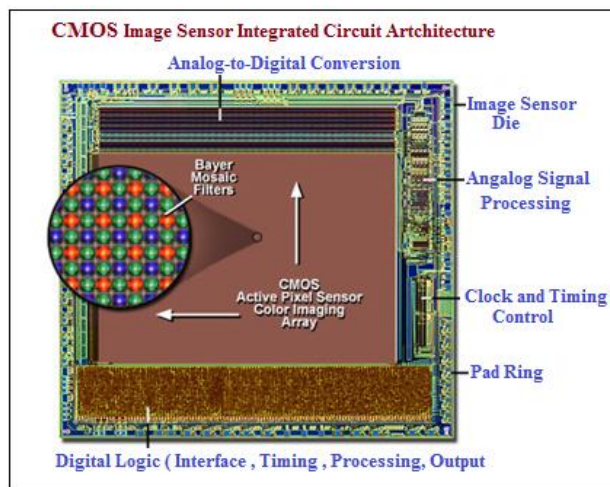 CMOS Image Sensor Integrated Circuit Artchitecture
Analog-to-Digital Conversion
Image Sensor
Die
Bayer
Mosaic
Filters
Angalog Signal
Processing
CMOS
Active Pixel Sensor
Color Imaging
Array
Clock and Timing
Control
Pad Ring
Digital Logic ( Interface , Timing , Processing, Output